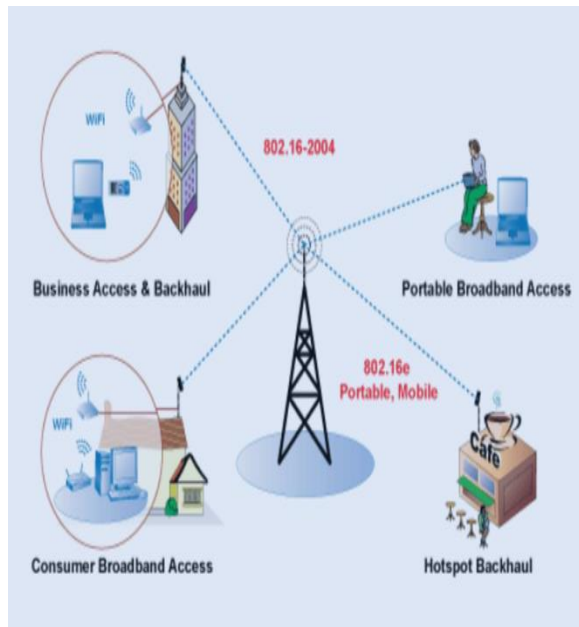 WiFi
802.16-2004
Business Access & Backhaul
Portable Broadband Access
802.16e
Portable, Mobile
WiFi
Cafe
Consumer Broadband Access
Hotspot Backhaul